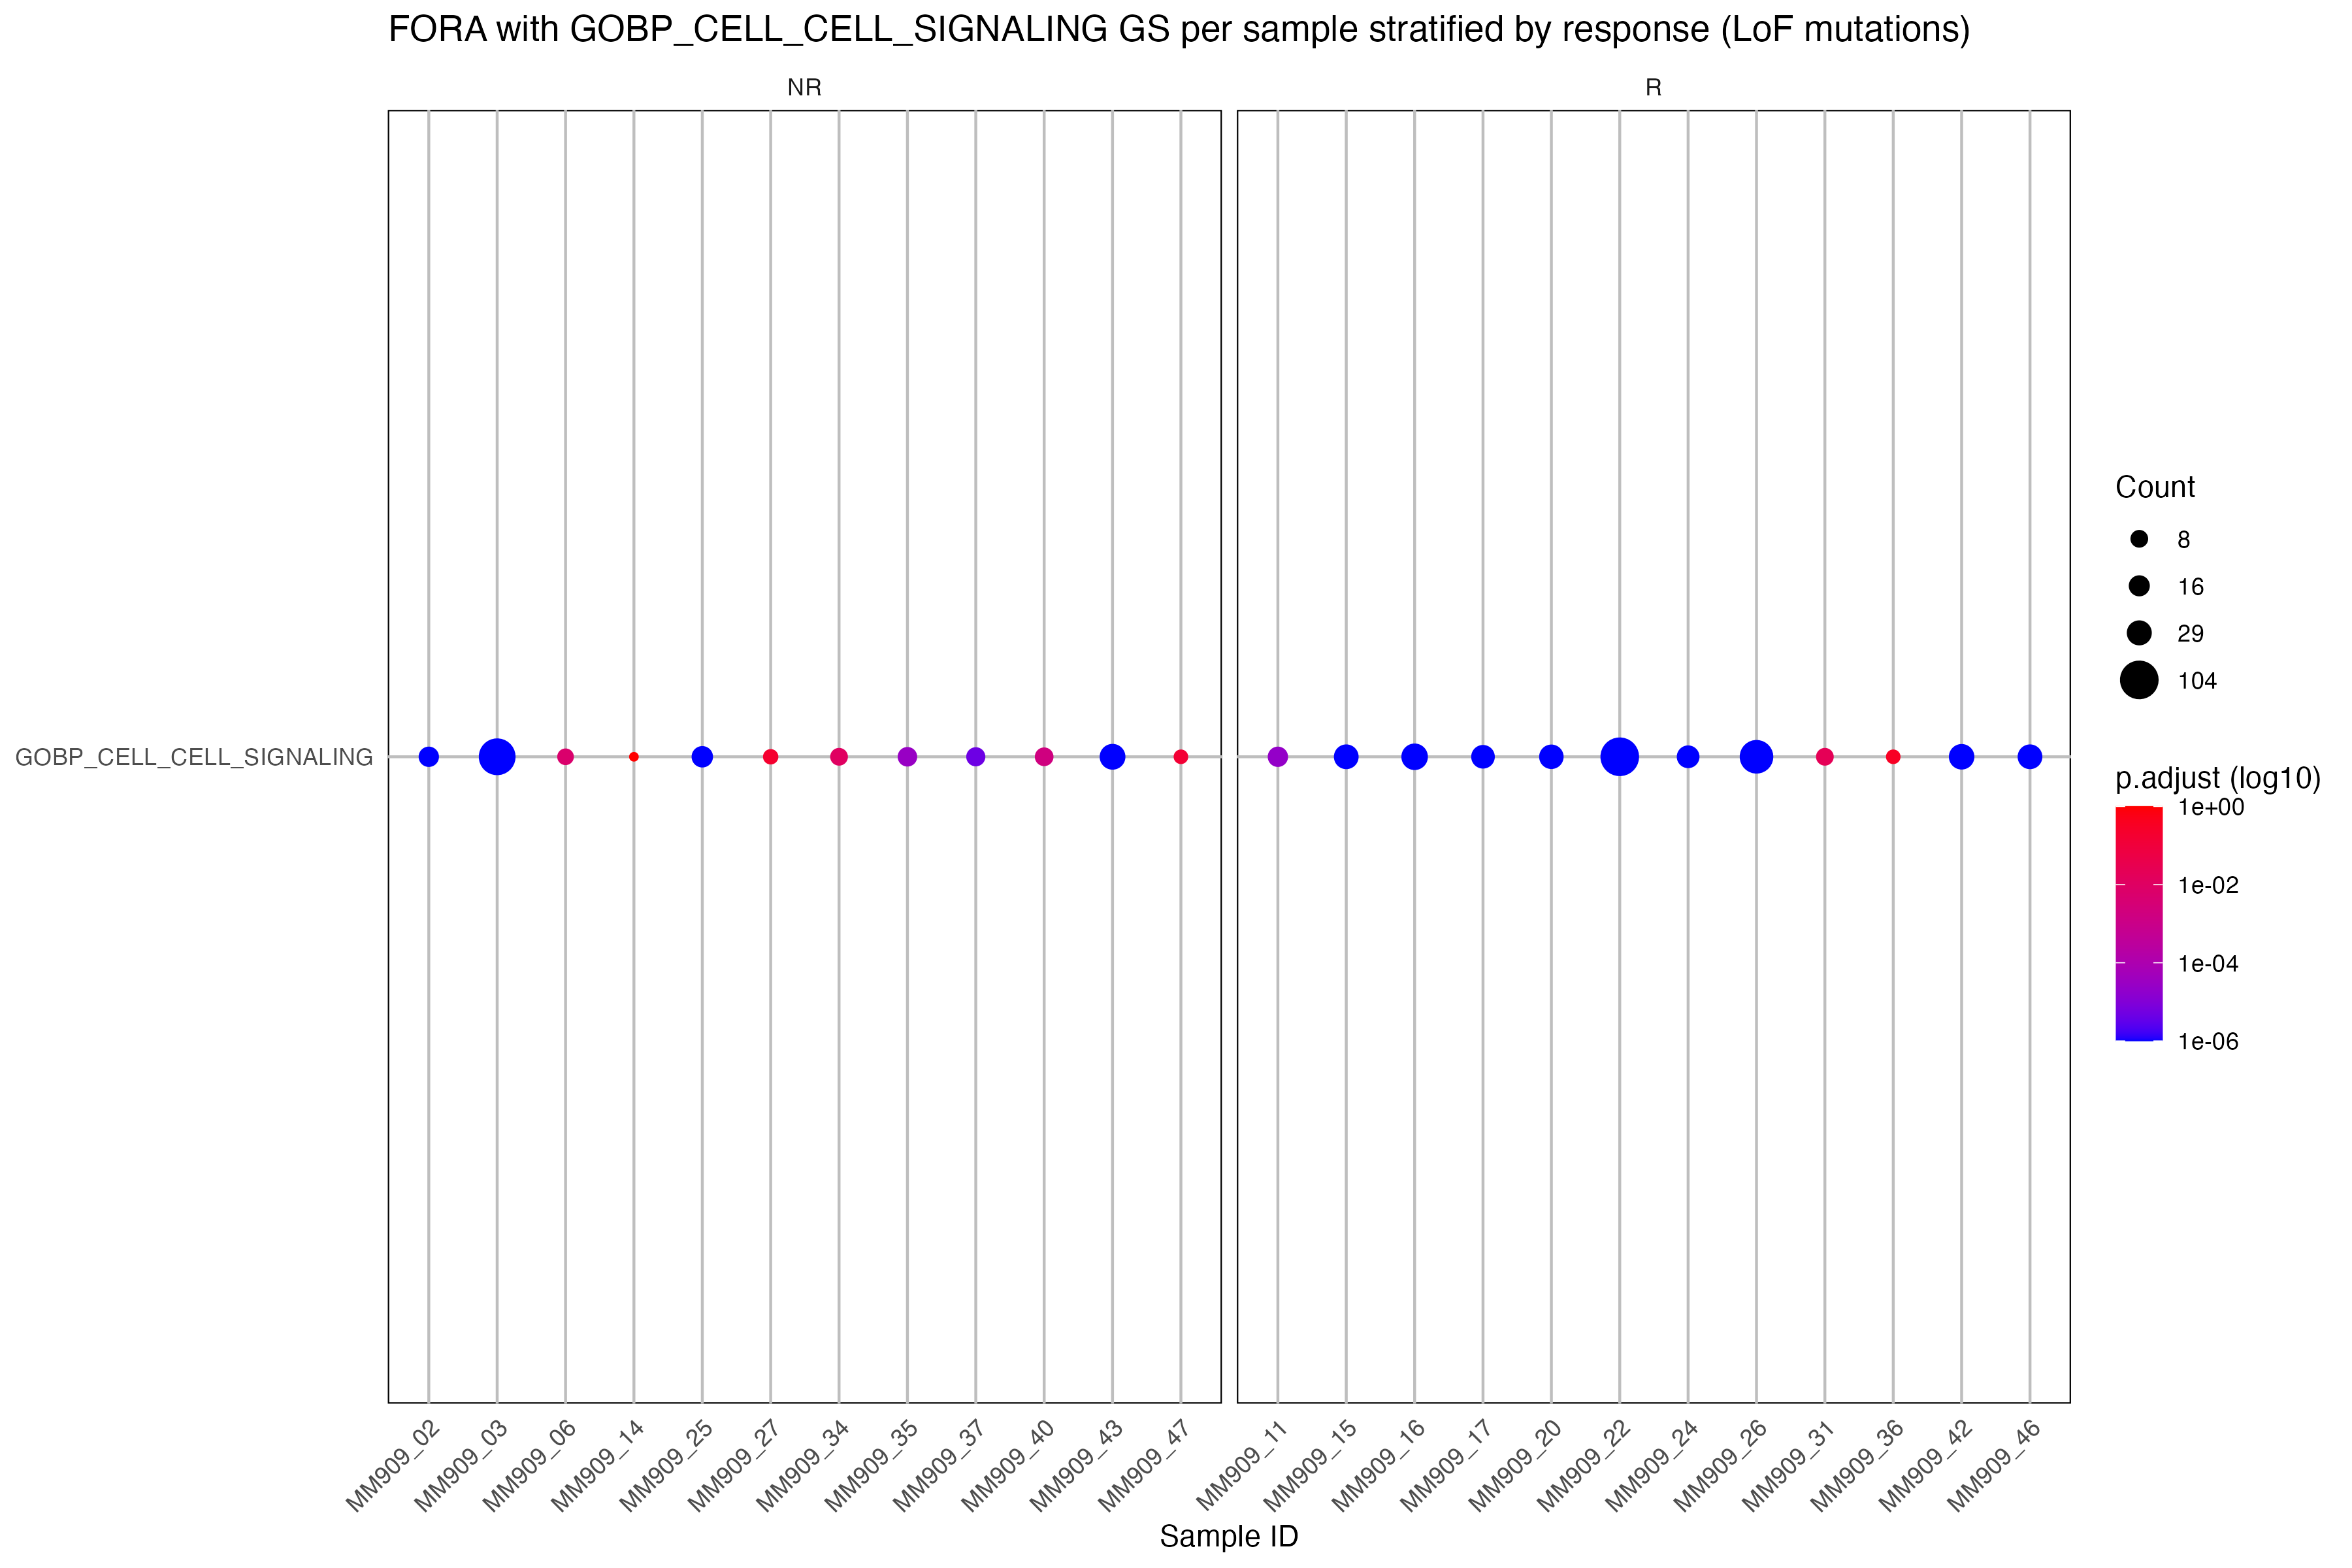 FORA with GOBP_CELL_CELL_SIGNALING GS per sample stratified by response (LoF mutations)
NR
R
GOBP_CELL_CELL_SIGNALING
MM909_02
MM909_03
MM909_06
MM909_14
MM909_25
MM909_27
MM909_34
MM909_35
MM909_37
MM909_40
MM909_43
MM909_47
MM909_11
MM909_15
MM909_16
MM909_17
MM909_20
MM909_22
MM909_24
MM909_26
MM909_31
MM909_36
MM909_42
MM909_46
Sample ID
Count
8
16
29
104
p.adjust (log10)
1e+00
1e-02
1e-04
1e-06